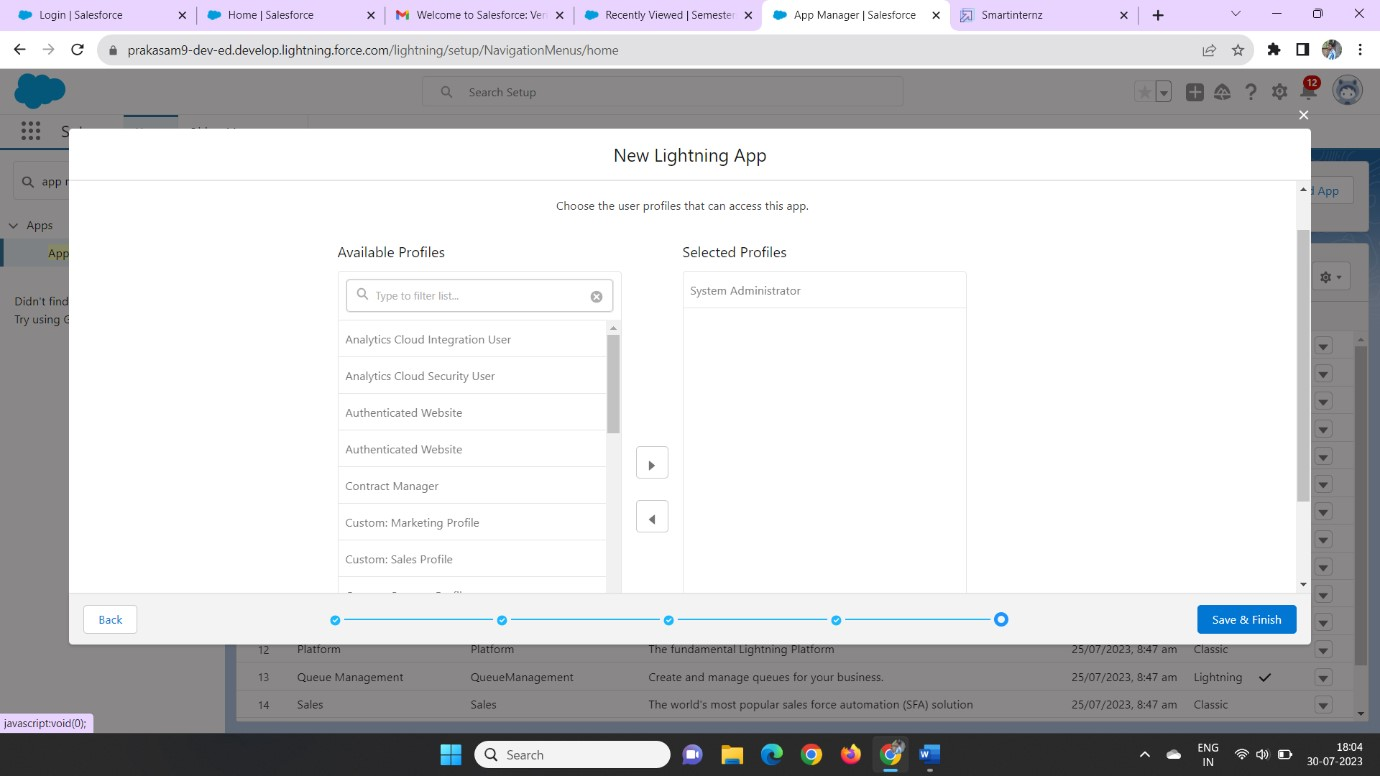 Login | Salesforce
Home | Salesforce
Welcome to Salesforce: Ver
Recently Viewed | Semester
App Manager | Salesforce
Smartinternz
prakasam9-dev-ed.develop.lightning.force.com/lightning/setup/NavigationMenus/home
Search Setup
12
New Lightning App
app
d App
Choose the user profiles that can access this app.
Apps
App
Available Profiles
Selected Profiles
Type to filter list...
System Administrator
Didn't find
Try using G
Analytics Cloud Integration User
Analytics Cloud Security User
Authenticated Website
Authenticated Website
Contract Manager
Custom: Marketing Profile
Custom: Sales Profile
Back
Save & Finish
12 Platform Platform The fundamental Lightning Platform 25/07/2023, 8:47 am Classic
13 Queue Management QueueManagement Create and manage queues for your business. 25/07/2023, 8:47 am Lightning
14 Sales Sales The world's most popular sales force automation (SFA) solution 25/07/2023, 8:47 am Classic
javascript:void(0);
Search
ENG
IN
18:04
30-07-2023